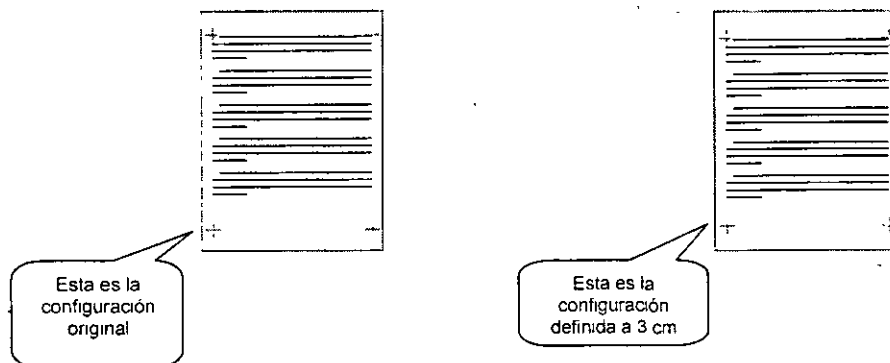 Esta es la
configuración
original
Esta es la
configuración
definida a 3 cm